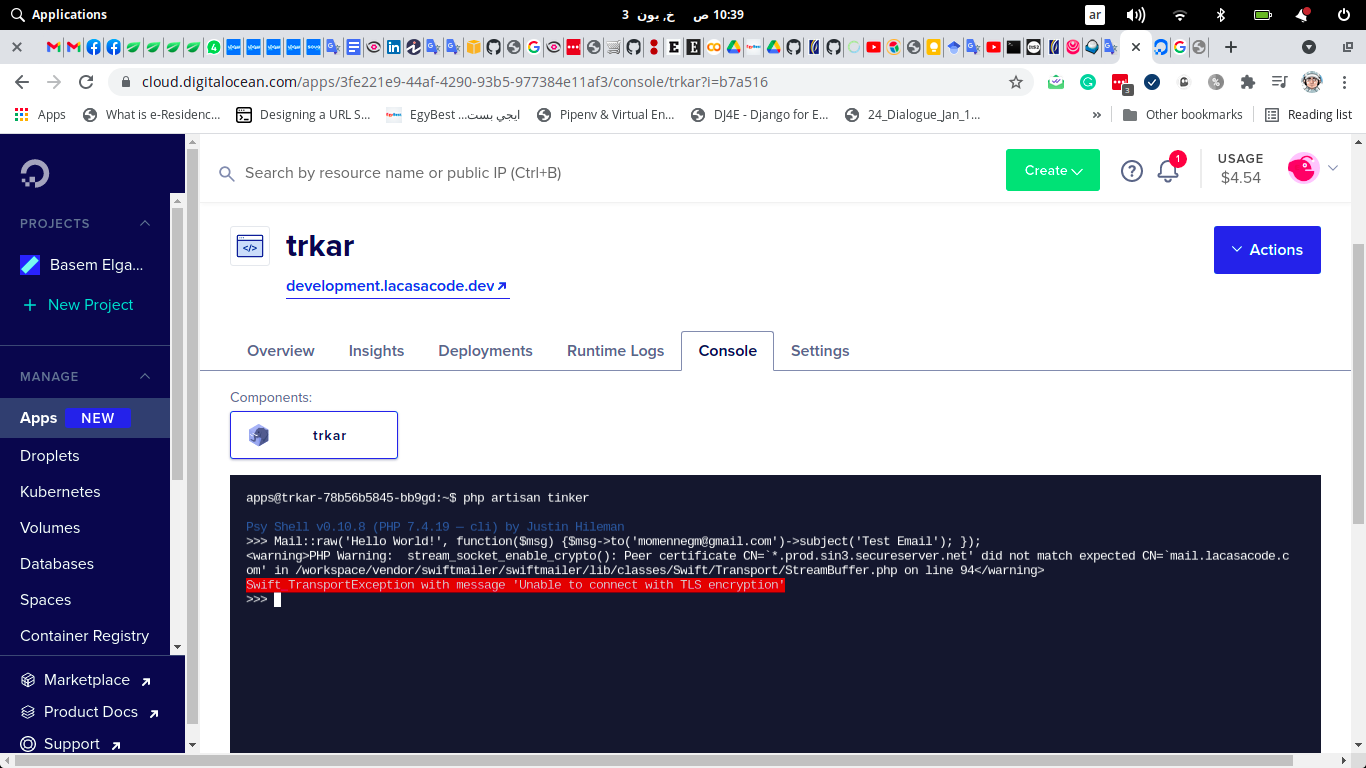 Applications
3 خ, يون 10:39 ص
ar
cloud.digitalocean.com/apps/3fe221e9-44af-4290-93b5-977384e11af3/console/trkar?i=b7a516
3
Apps
What is e-Residenc...
Designing a URL S...
EgyBest ...ايجي بست
Pipenv & Virtual En...
DJ4E - Django for E...
24_Dialogue_Jan_1...
»
Other bookmarks
Reading list
Search by resource name or public IP (Ctrl+B)
Create
1
USAGE
$4.54
PROJECTS
Basem Elga...
+ New Project
MANAGE
Apps NEW
Droplets
Kubernetes
Volumes
Databases
Spaces
Container Registry
Marketplace
Product Docs
Support
trkar
development.lacasacode.dev
Actions
Overview
Insights
Deployments
Runtime Logs
Console
Settings
Components:
trkar
apps@trkar-78b56b5845-bb9gd:~$ php artisan tinker
Psy Shell v0.10.8 (PHP 7.4.19 — cli) by Justin Hileman
>>> Mail::raw('Hello World!', function($msg) {$msg->to('momennegm@gmail.com')->subject('Test Email'); });
<warning>PHP Warning:  stream_socket_enable_crypto(): Peer certificate CN=`*.prod.sin3.secureserver.net' did not match expected CN=`mail.lacasacode.c
om' in /workspace/vendor/swiftmailer/swiftmailer/lib/classes/Swift/Transport/StreamBuffer.php on line 94</warning>
Swift_TransportException with message 'Unable to connect with TLS encryption'
>>>